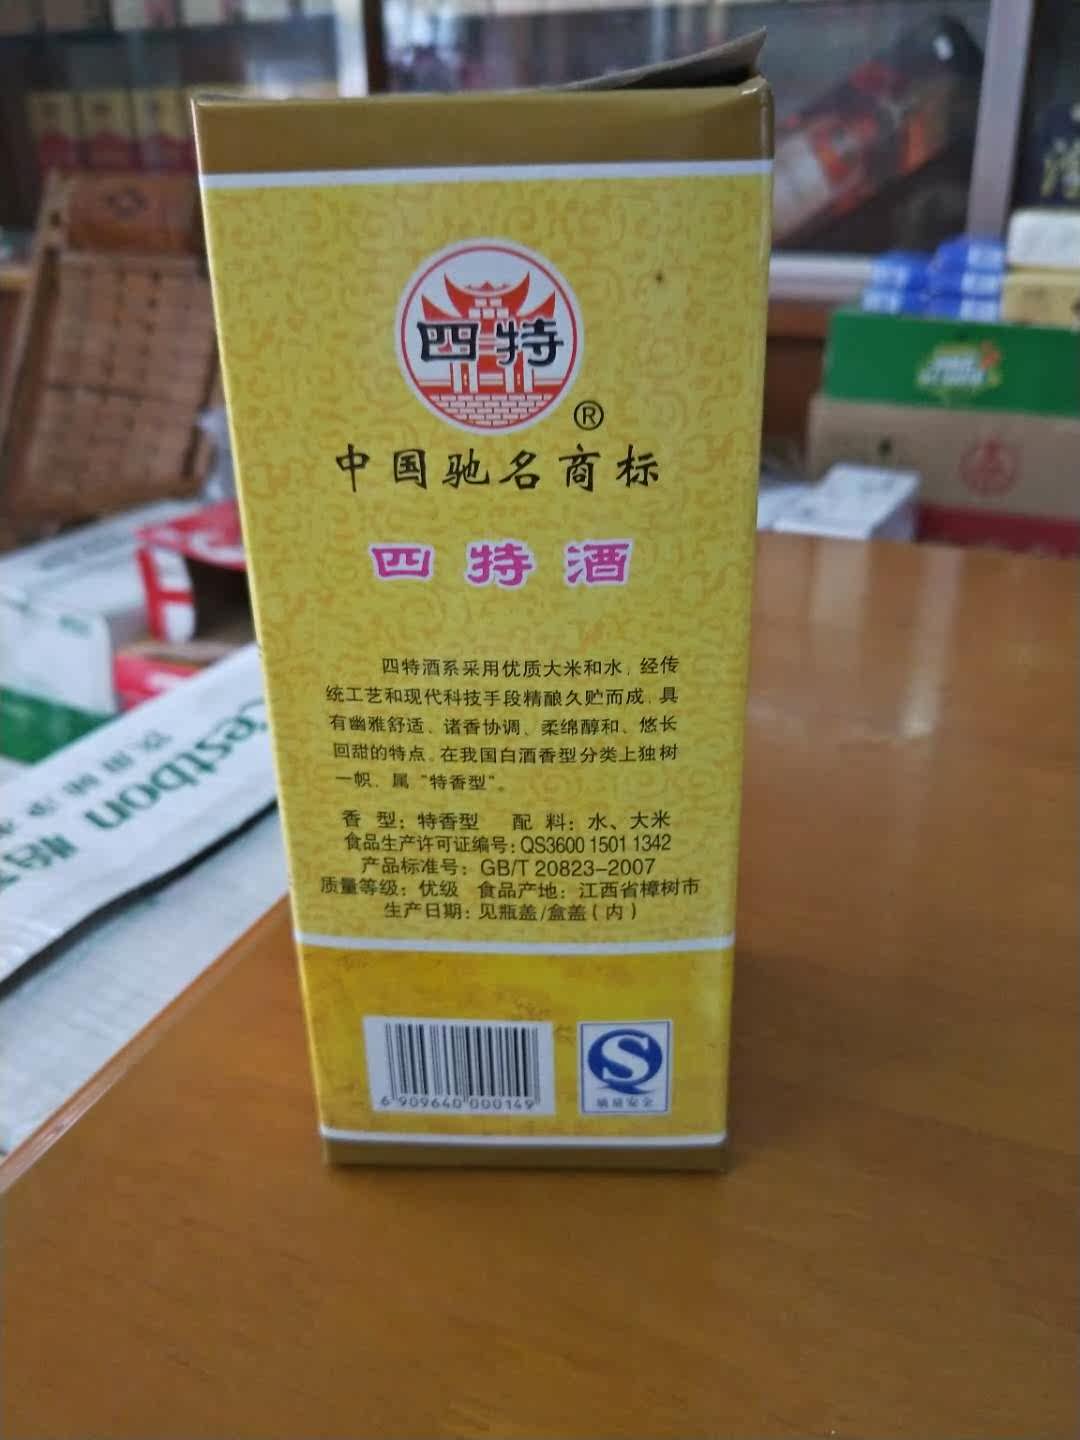 四特
®
中国驰名商标
四特酒
四特酒系采用优质大米和水，经传
统工艺和现代科技手段精酿久贮而成，具
有幽雅舒适、诸香协调、柔绵醇和、悠长
回甜的特点。在我国白酒香型分类上独树
一帜，属“特香型”。
香 型：特香型 配 料：水、大米
食品生产许可证编号：QS3600 1501 1342
产品标准号：GB/T 20823-2007
质量等级：优级 食品产地：江西省樟树市
生产日期：见瓶盖/盒盖（内）
6 909640 000149
estbon 怡